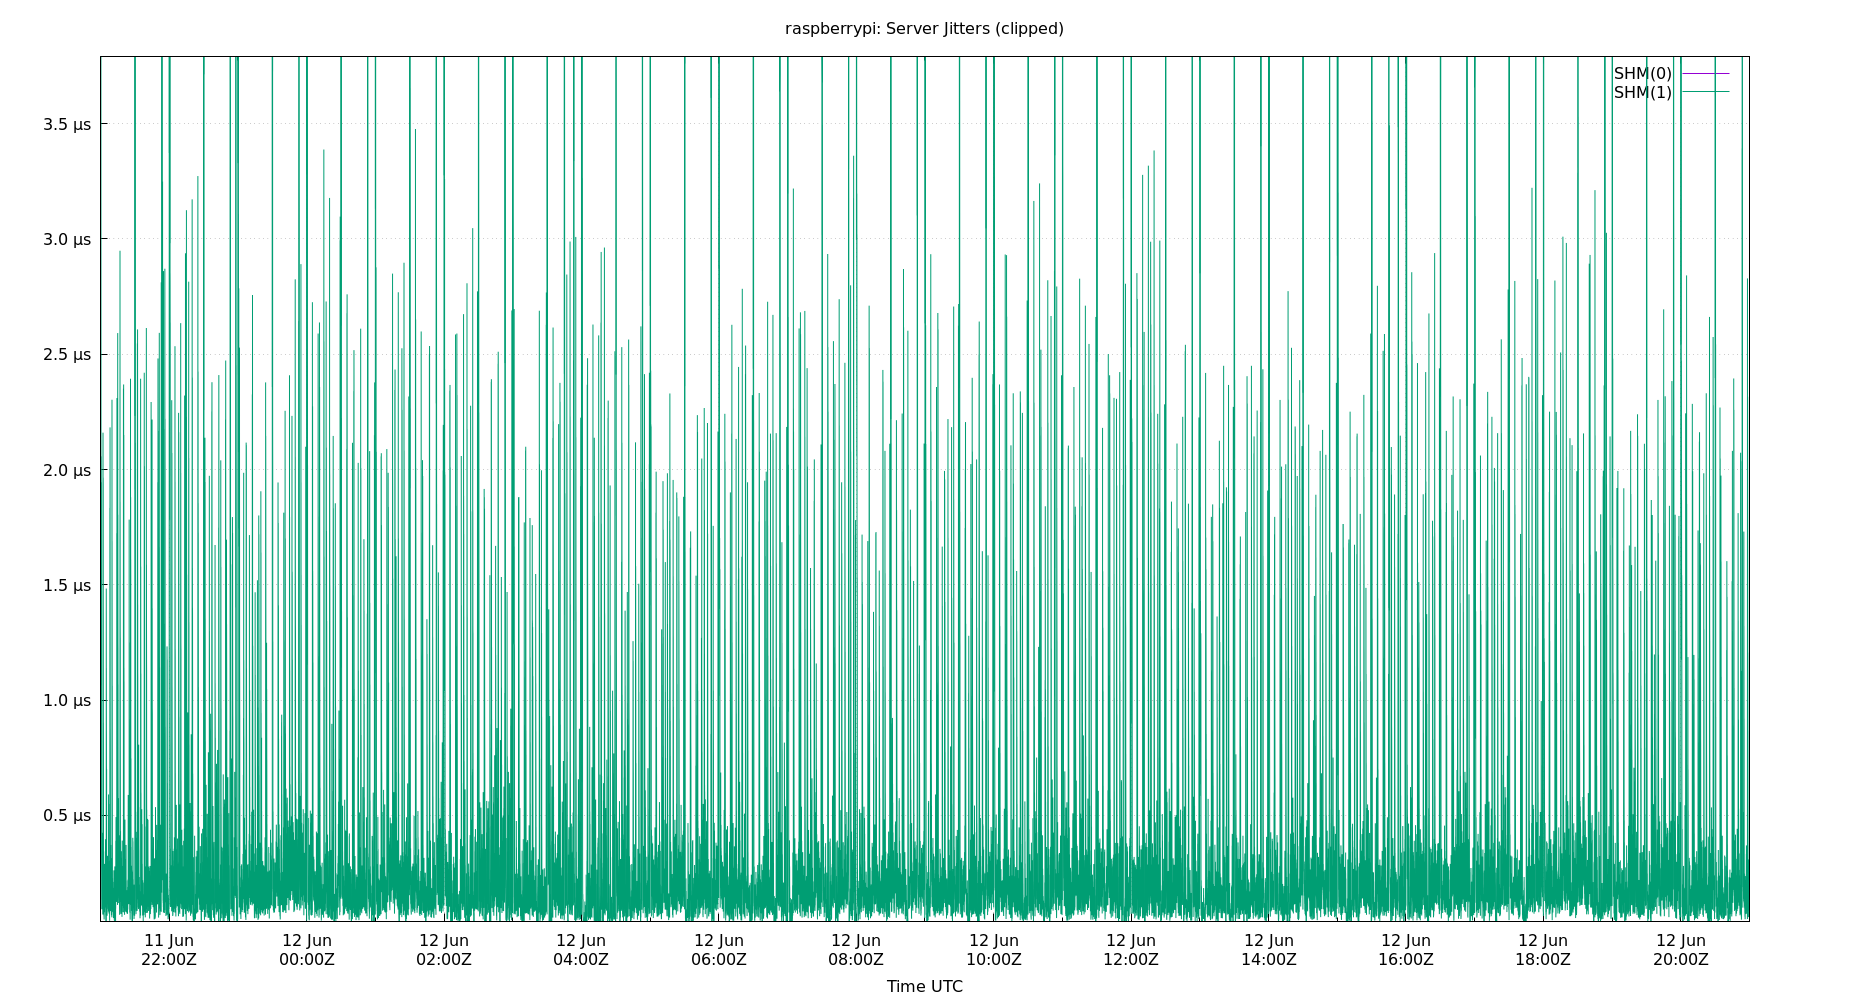 raspberrypi: Server Jitters (clipped)
SHM(0)
SHM(1)
3.5 µs
3.0 µs
2.5 µs
2.0 µs
1.5 µs
1.0 µs
0.5 µs
11 Jun 12 Jun 12 Jun 12 Jun 12 Jun 12 Jun 12 Jun 12 Jun 12 Jun 12 Jun 12 Jun 12 Jun
22:00Z 00:00Z 02:00Z 04:00Z 06:00Z 08:00Z 10:00Z 12:00Z 14:00Z 16:00Z 18:00Z 20:00Z
Time UTC